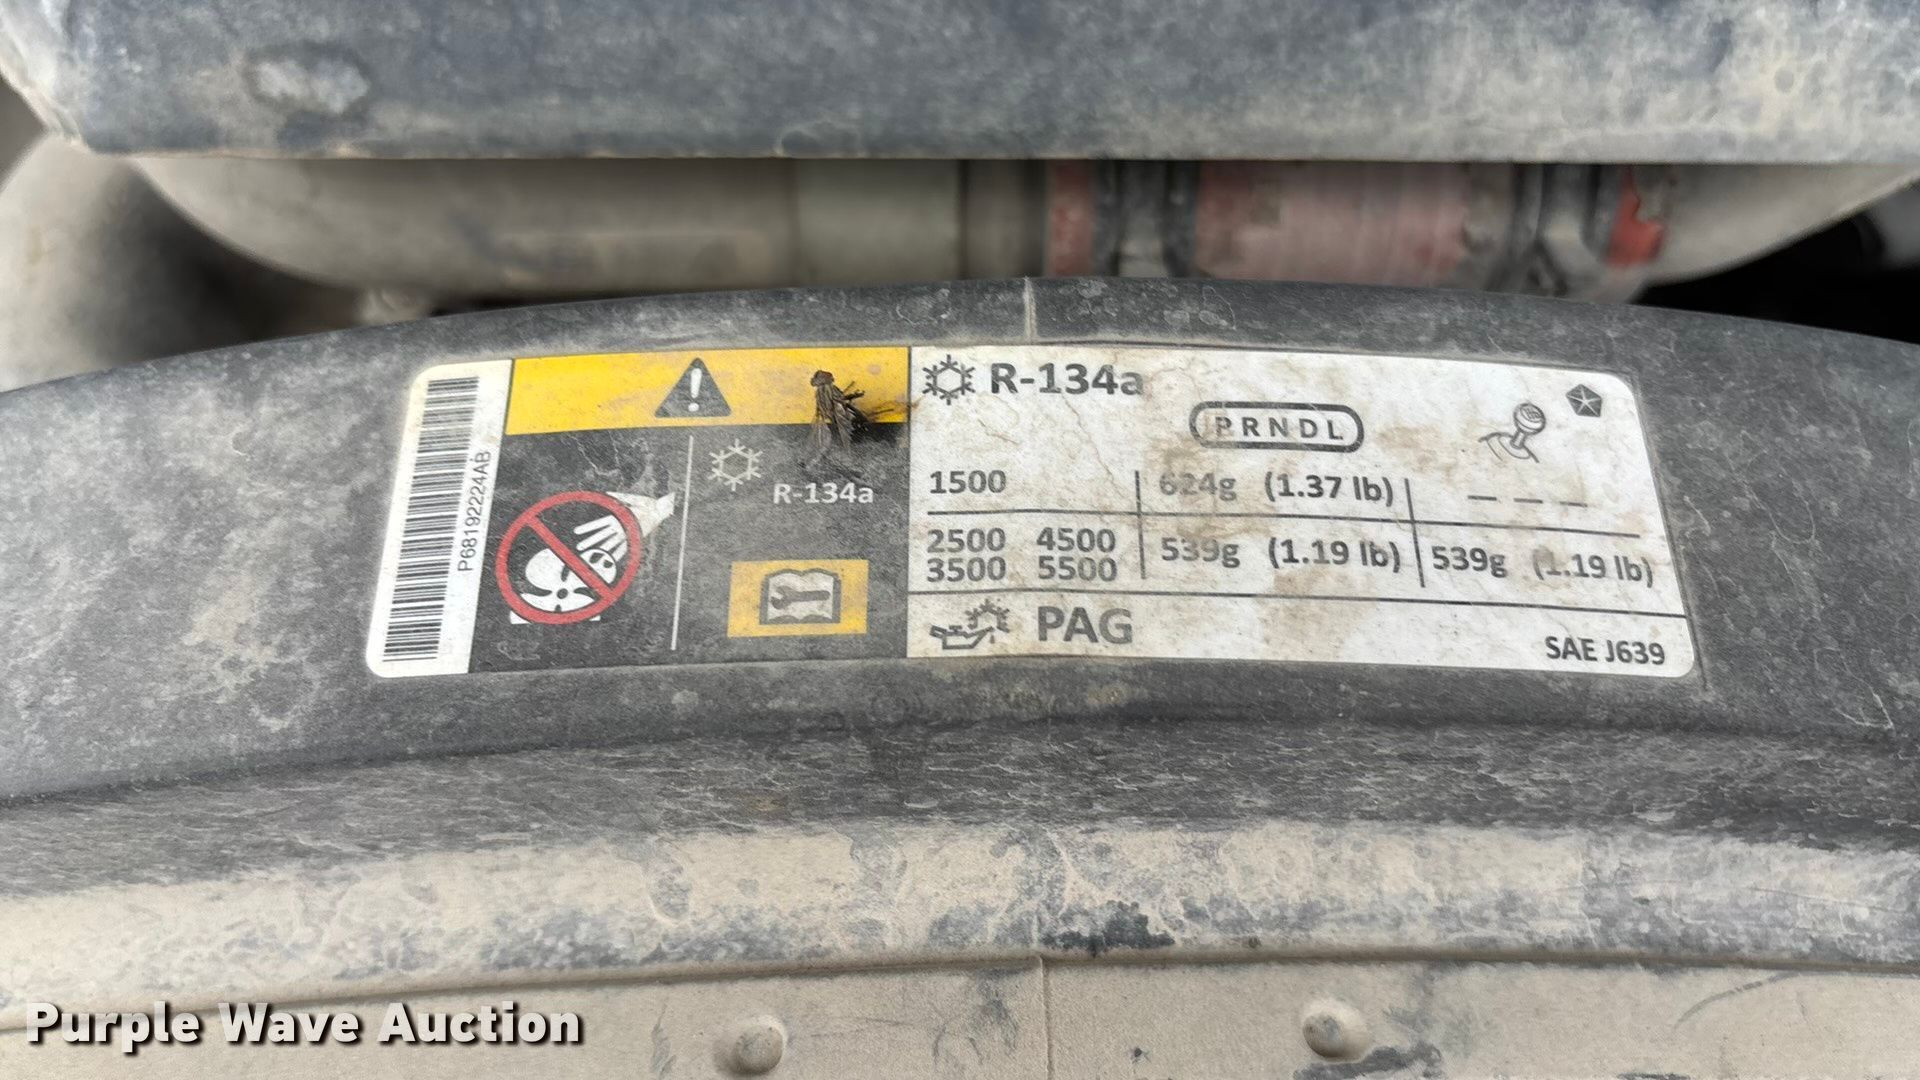 P68192224AB
R-134a
R-134a
PRNDL
1500 624g (1.37 lb) – – –
2500 4500
3500 5500
539g (1.19 lb) 539g (1.19 lb)
PAG
SAE J639
Purple Wave Auction